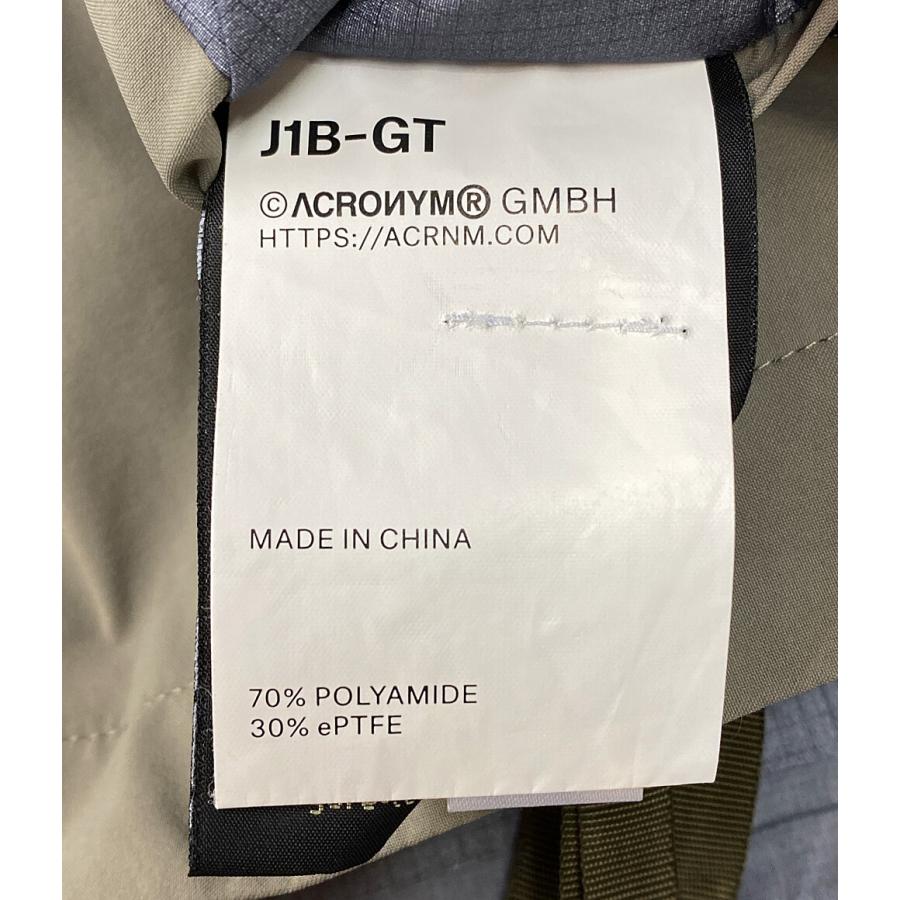 J1B-GT
©ACRONYM® GMBH
HTTPS://ACRNM.COM
MADE IN CHINA
70% POLYAMIDE
30% ePTFE